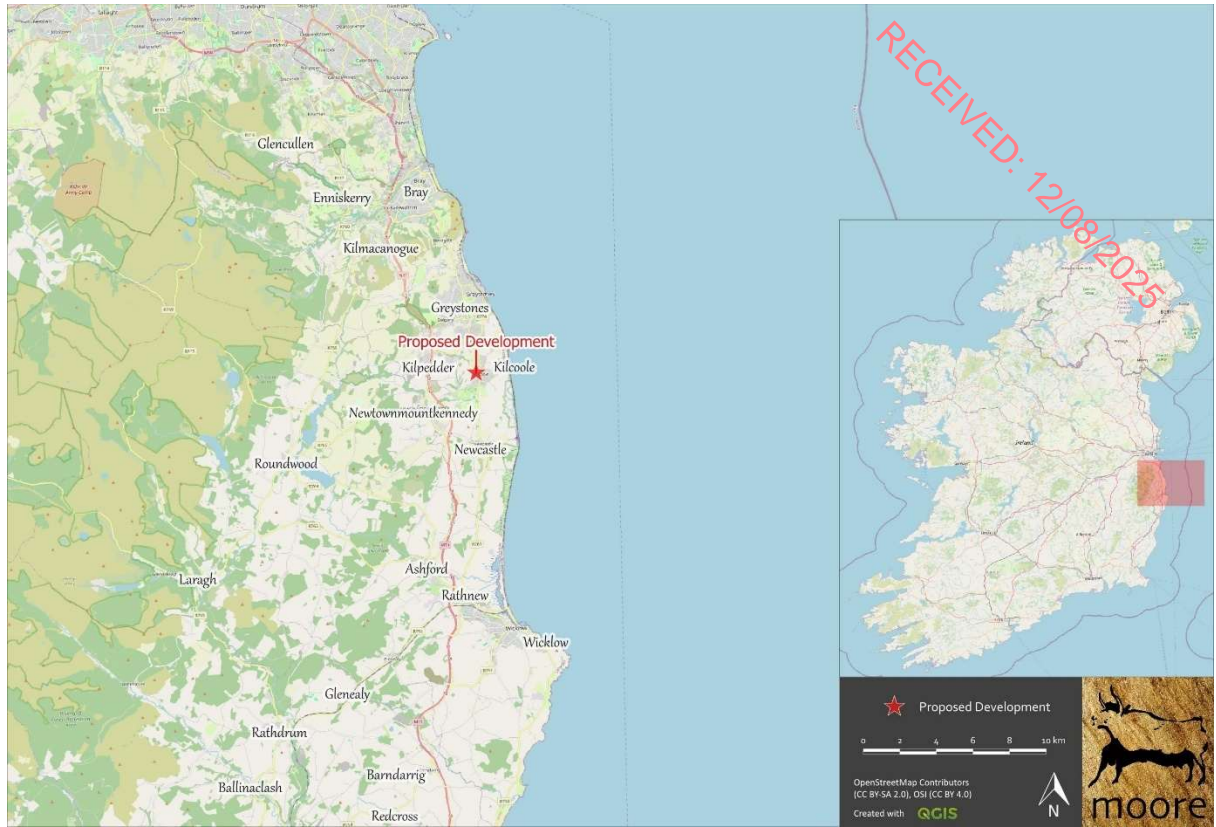 RECEIVED: 12/08/2025
Glencullen
Enniskerry
Bray
Kilmacanogue
Greystones
Proposed Development
Kilpedder
Kilcoole
Newtownmountkennedy
Newcastle
Roundwood
Ashford
Laragh
Rathnew
Wicklow
Glenealy
Rathdrum
Barndarrig
Ballinaclash
Redcross
Proposed Development
0 2 4 6 8 10 km
OpenStreetMap Contributors
(CC BY-SA 2.0), OSI (CC BY 4.0)
Created with QGIS
N
moore